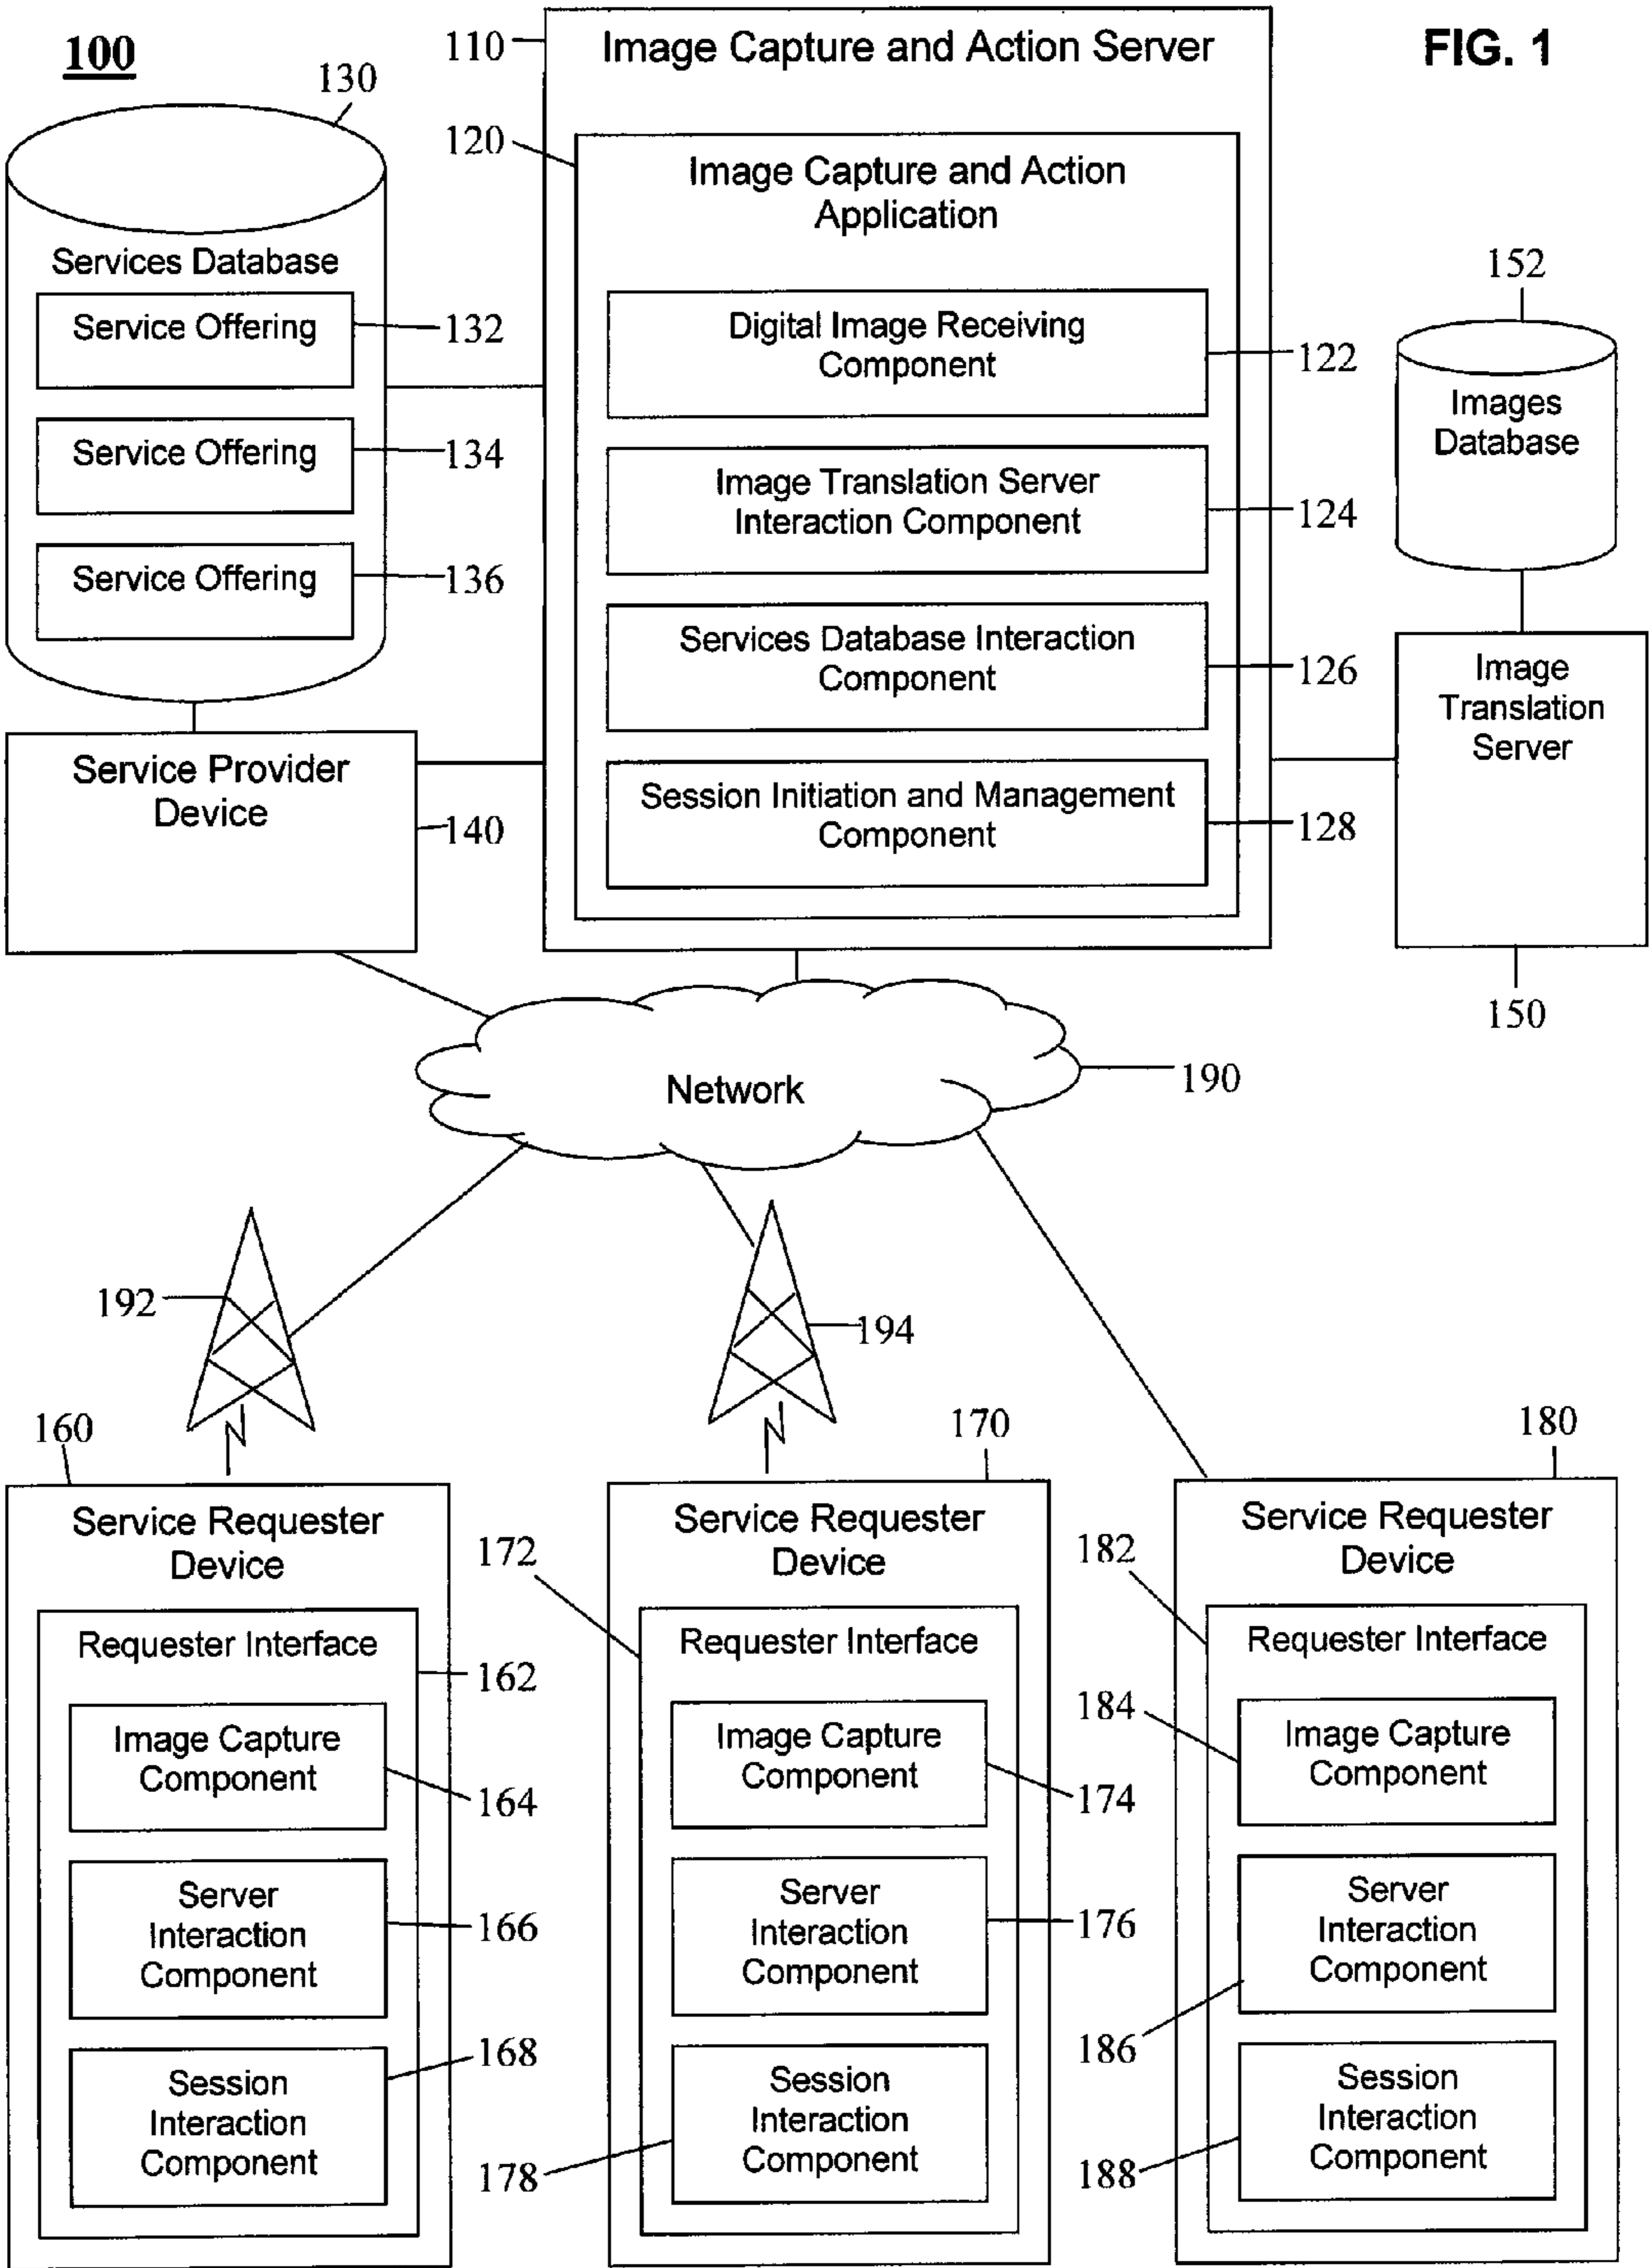 100
FIG. 1
130
Services Database
Service Offering
132
Service Offering
134
Service Offering
136
Service Provider
Device
140
110
Image Capture and Action Server
120
Image Capture and Action
Application
Digital Image Receiving
Component
122
Image Translation Server
Interaction Component
124
Services Database Interaction
Component
126
Session Initiation and Management
Component
128
152
Images
Database
Image
Translation
Server
150
Network
190
192
194
160
Service Requester
Device
Requester Interface
162
Image Capture
Component
164
Server
Interaction
Component
166
Session
Interaction
Component
168
170
Service Requester
Device
172
Requester Interface
Image Capture
Component
174
Server
Interaction
Component
176
Session
Interaction
Component
178
180
Service Requester
Device
182
Requester Interface
184
Image Capture
Component
Server
Interaction
Component
186
Session
Interaction
Component
188